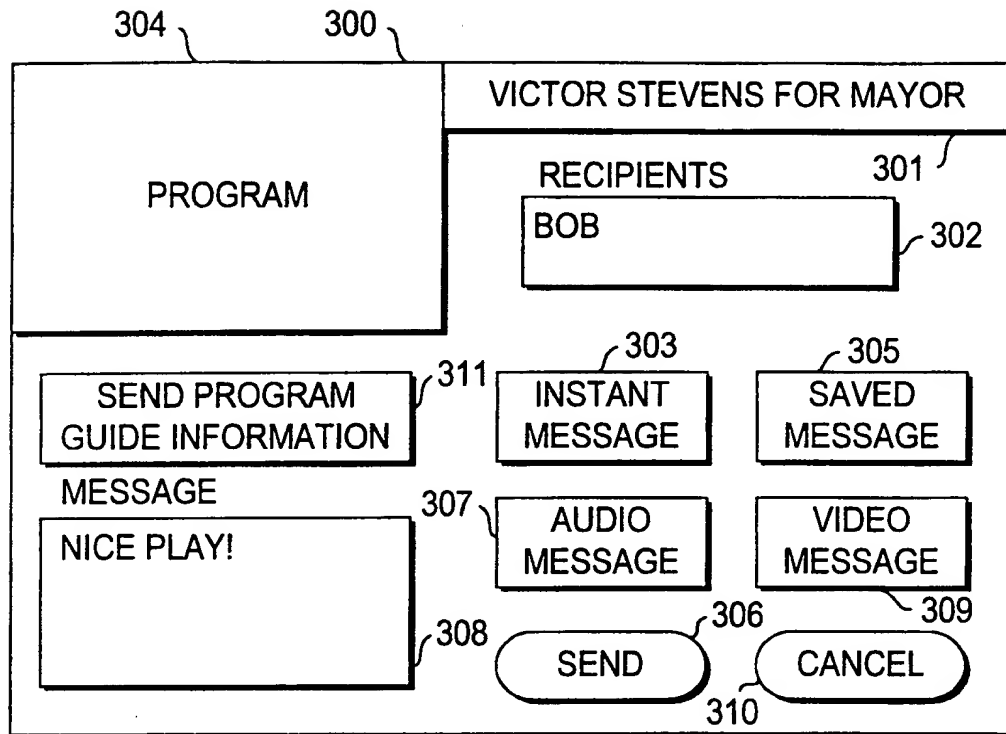 304
300
VICTOR STEVENS FOR MAYOR
301
PROGRAM
RECIPIENTS
BOB
302
303
305
311
SEND PROGRAM
GUIDE INFORMATION
INSTANT
MESSAGE
SAVED
MESSAGE
MESSAGE
NICE PLAY!
308
307
AUDIO
MESSAGE
VIDEO
MESSAGE
309
306
SEND
CANCEL
310